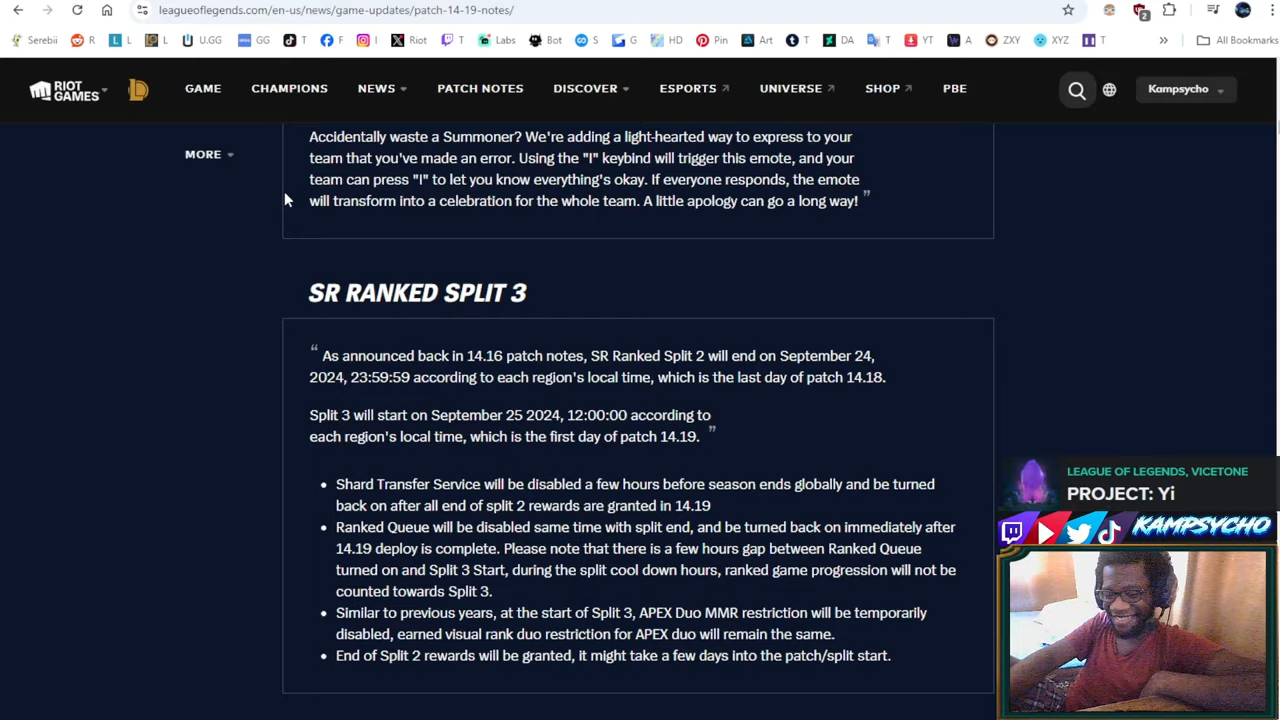 leagueoflegends.com/en-us/news/game-updates/patch-14-19-notes/
2
Serebii R L L U.GG GG T F I Riot T Labs Bot S G HD Pin Art T DA T YT A ZXY XYZ T » All Bookmarks
RIOT GAMES GAME CHAMPIONS NEWS PATCH NOTES DISCOVER ESPORTS UNIVERSE SHOP PBE Kampsycho
MORE
Accidentally waste a Summoner? We're adding a light-hearted way to express to your
team that you've made an error. Using the "I" keybind will trigger this emote, and your
team can press "I" to let you know everything's okay. If everyone responds, the emote
will transform into a celebration for the whole team. A little apology can go a long way! ”
SR RANKED SPLIT 3
“ As announced back in 14.16 patch notes, SR Ranked Split 2 will end on September 24,
2024, 23:59:59 according to each region's local time, which is the last day of patch 14.18.
Split 3 will start on September 25 2024, 12:00:00 according to
each region's local time, which is the first day of patch 14.19. ”
• Shard Transfer Service will be disabled a few hours before season ends globally and be turned
back on after all end of split 2 rewards are granted in 14.19
• Ranked Queue will be disabled same time with split end, and be turned back on immediately after
14.19 deploy is complete. Please note that there is a few hours gap between Ranked Queue
turned on and Split 3 Start, during the split cool down hours, ranked game progression will not be
counted towards Split 3.
• Similar to previous years, at the start of Split 3, APEX Duo MMR restriction will be temporarily
disabled, earned visual rank duo restriction for APEX duo will remain the same.
• End of Split 2 rewards will be granted, it might take a few days into the patch/split start.
LEAGUE OF LEGENDS, VICETONE
PROJECT: Yi
KAMPSYCHO